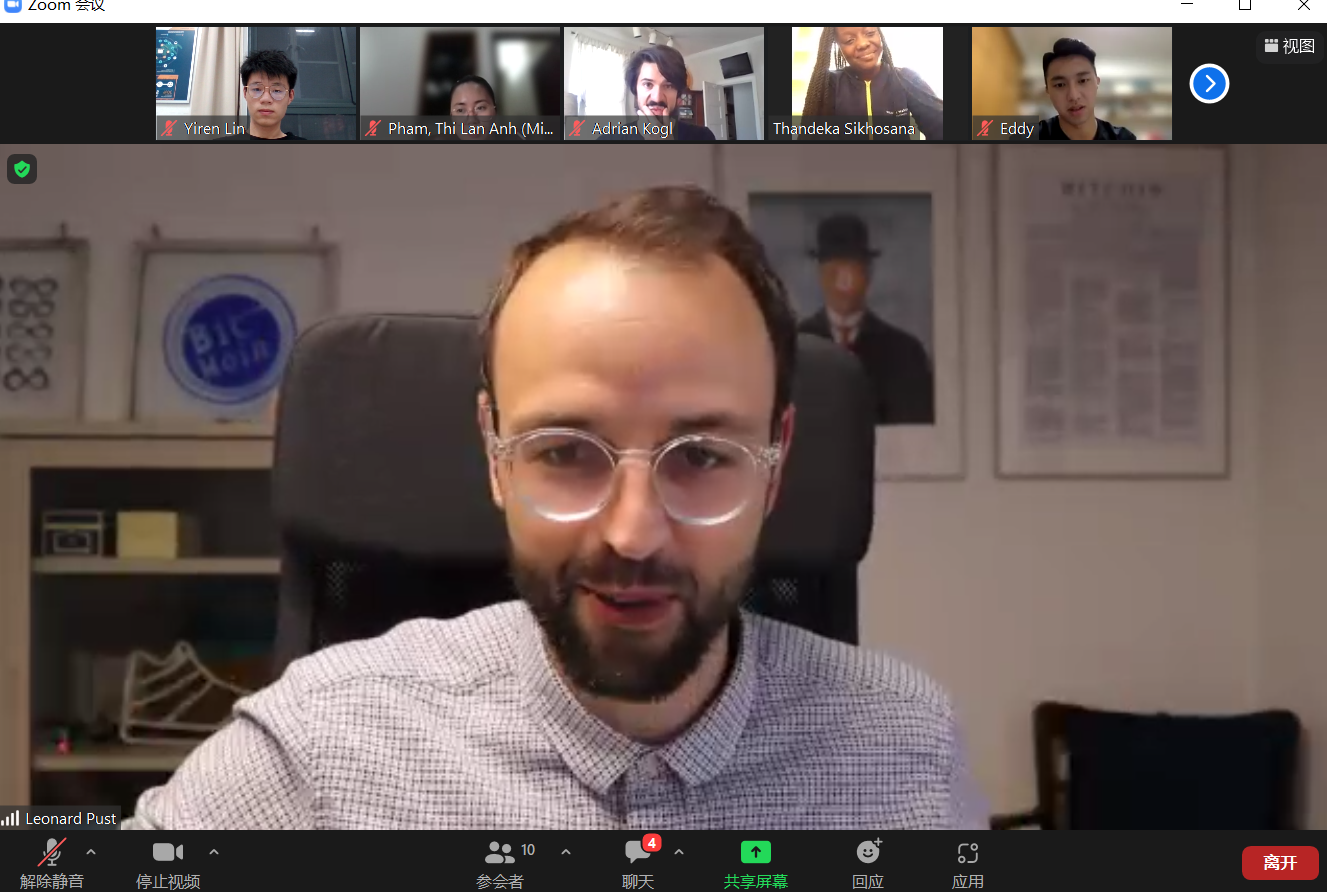 Zoom 会议
视图
Yiren Lin
Pham, Thi Lan Anh (Mi...
Adrian Kogl
Thandeka Sikhosana
Eddy
BITCOIN
Leonard Pust
解除静音
停止视频
10
参会者
4
聊天
共享屏幕
回应
应用
离开